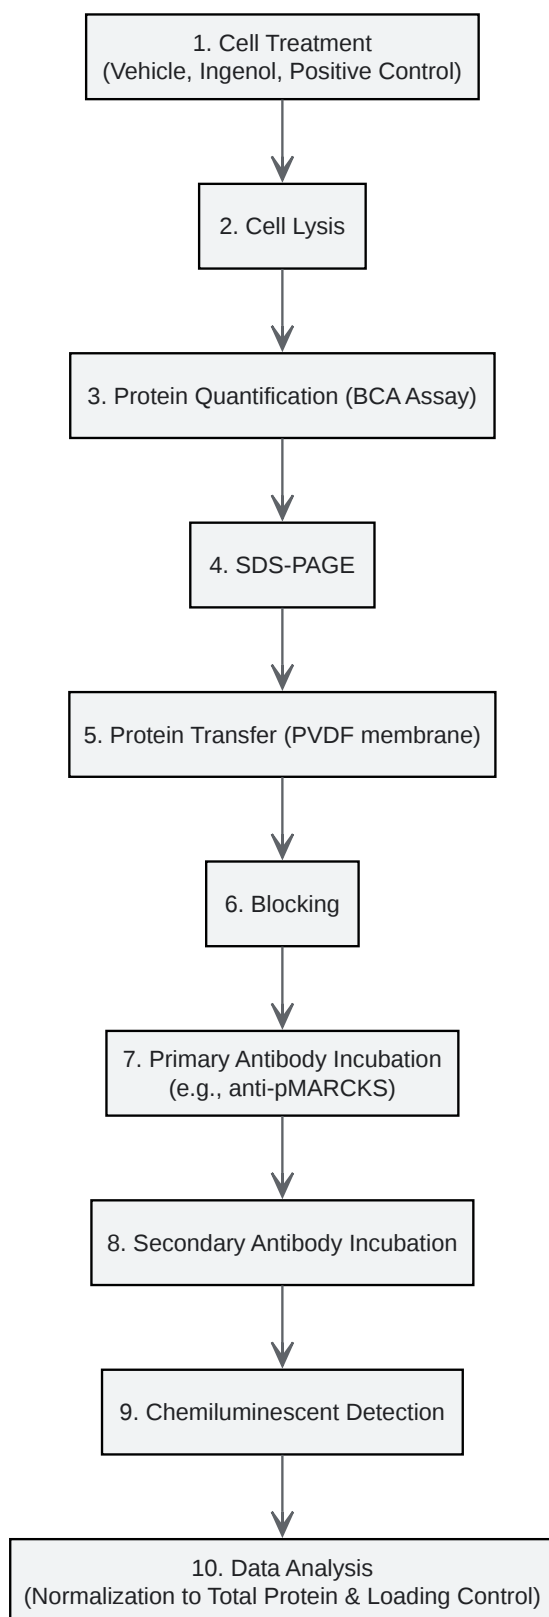 1. Cell Treatment
(Vehicle, Ingenol, Positive Control)
2. Cell Lysis
3. Protein Quantification (BCA Assay)
4. SDS-PAGE
5. Protein Transfer (PVDF membrane)
6. Blocking
7. Primary Antibody Incubation
(e.g., anti-pMARCKS)
8. Secondary Antibody Incubation
9. Chemiluminescent Detection
10. Data Analysis
(Normalization to Total Protein & Loading Control)